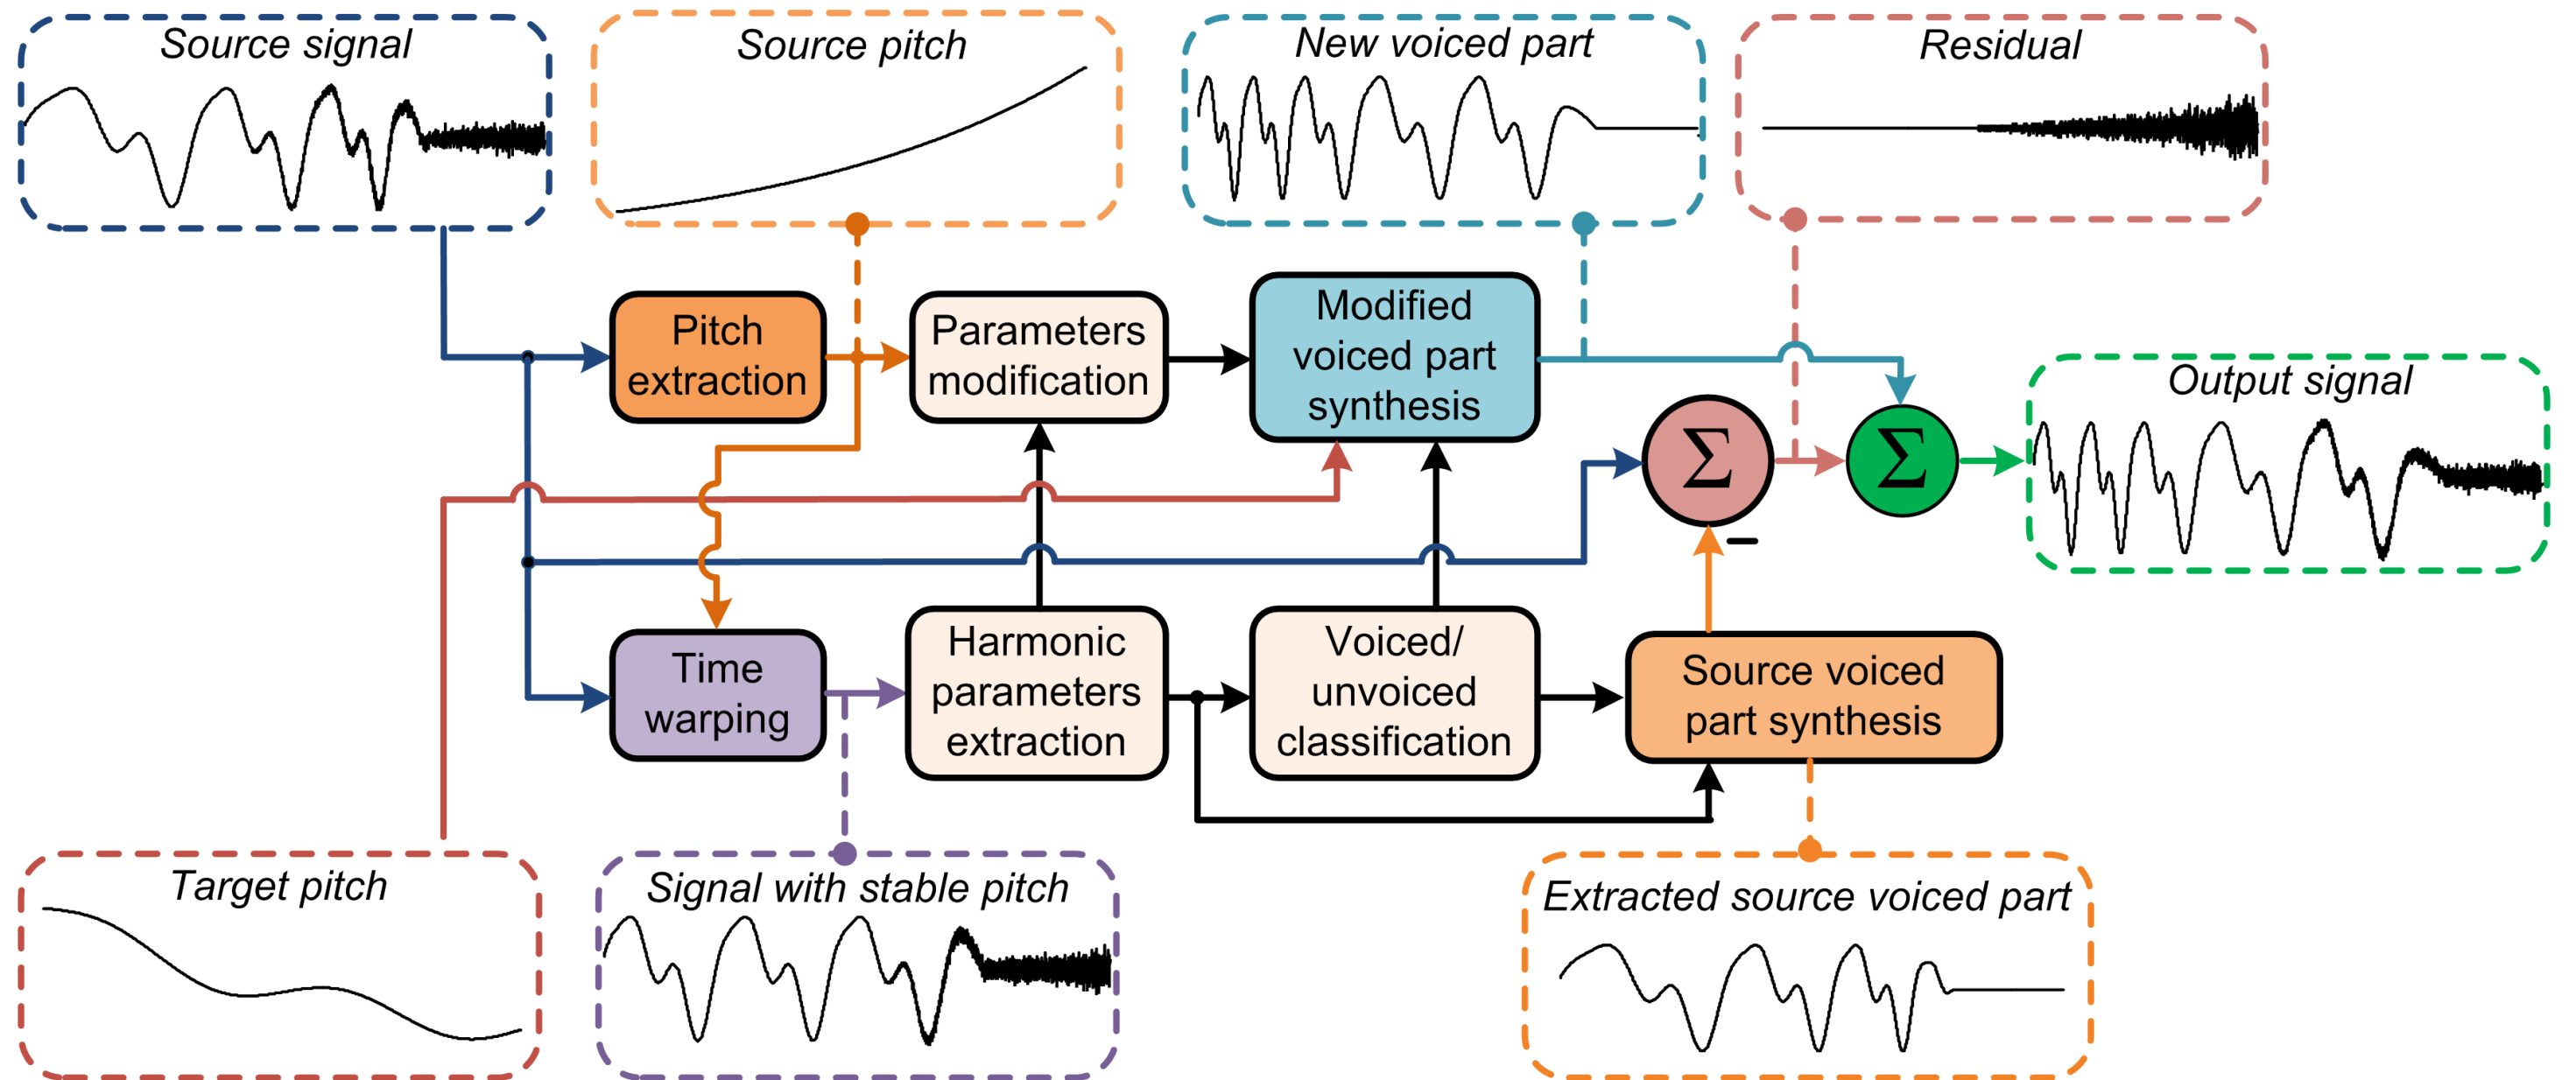 Source signal
Source pitch
New voiced part
Residual
Pitch
extraction
Parameters
modification
Modified
voiced part
synthesis
Σ
Σ
Output signal
−
Time
warping
Harmonic
parameters
extraction
Voiced/
unvoiced
classification
Source voiced
part synthesis
Target pitch
Signal with stable pitch
Extracted source voiced part